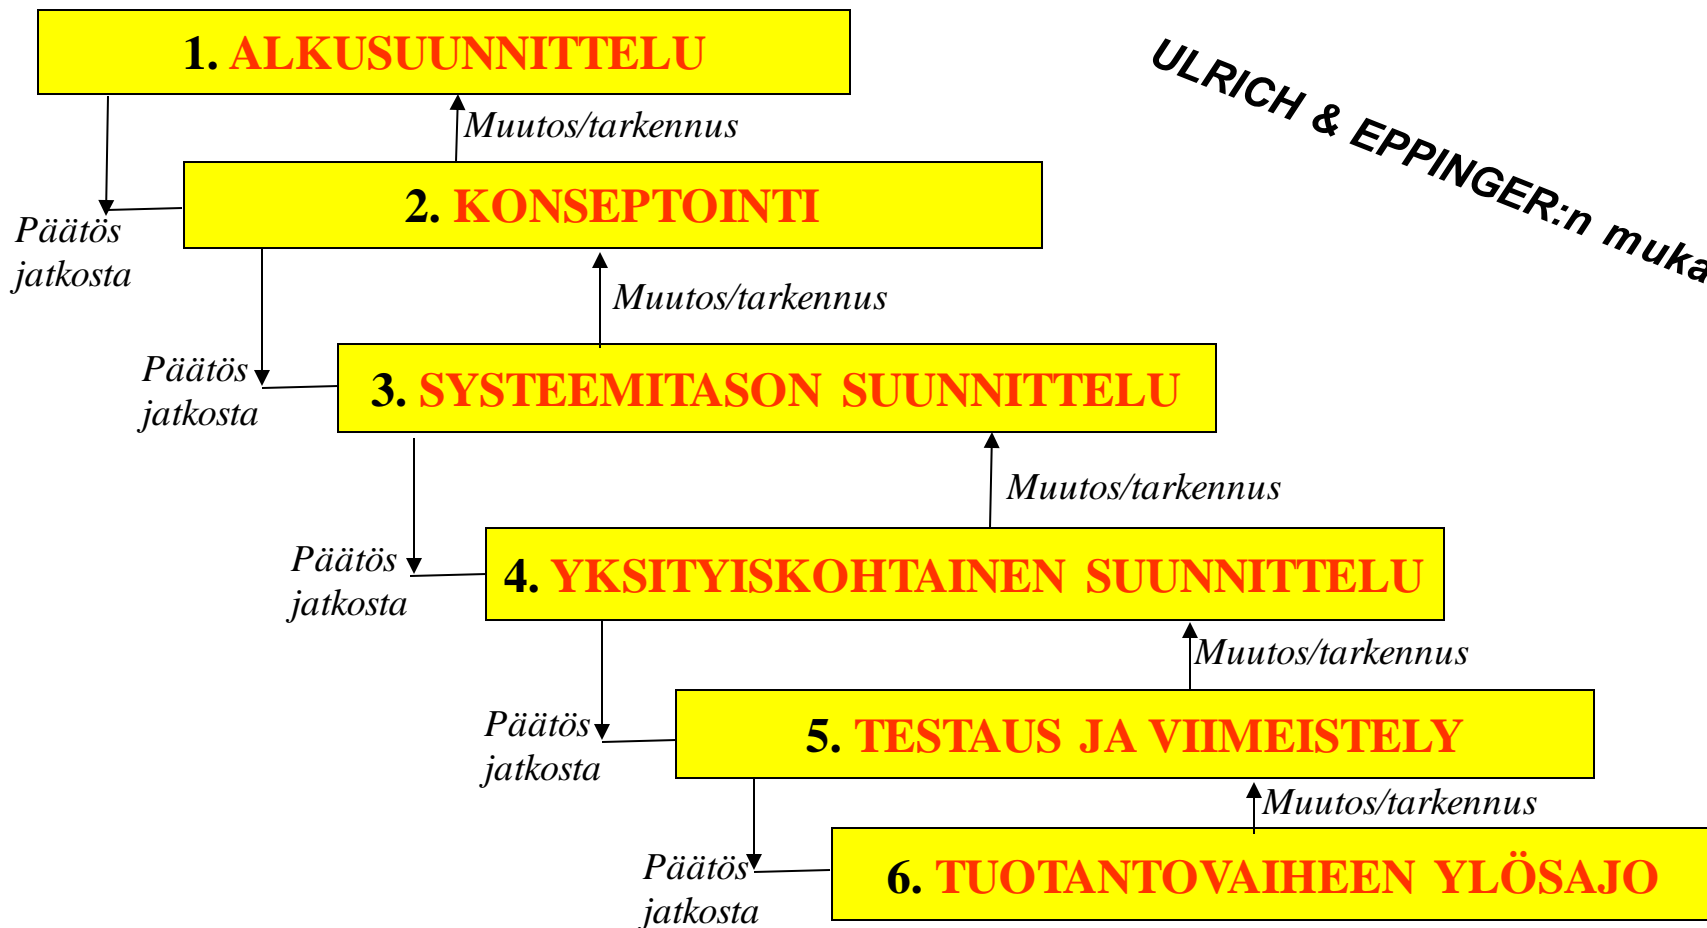 1. ALKUSUUNNITTELU
ULRICH & EPPINGER:n muka
Muutos/tarkennus
2. KONSEPTOINTI
Päätös
jatkosta
Muutos/tarkennus
3. SYSTEEMITASON SUUNNITTELU
Päätös
jatkosta
Muutos/tarkennus
4. YKSITYISKOHTAINEN SUUNNITTELU
Päätös
jatkosta
Muutos/tarkennus
5. TESTAUS JA VIIMEISTELY
Päätös
jatkosta
Muutos/tarkennus
6. TUOTANTOVAIHEEN YLÖSAJO
Päätös
jatkosta